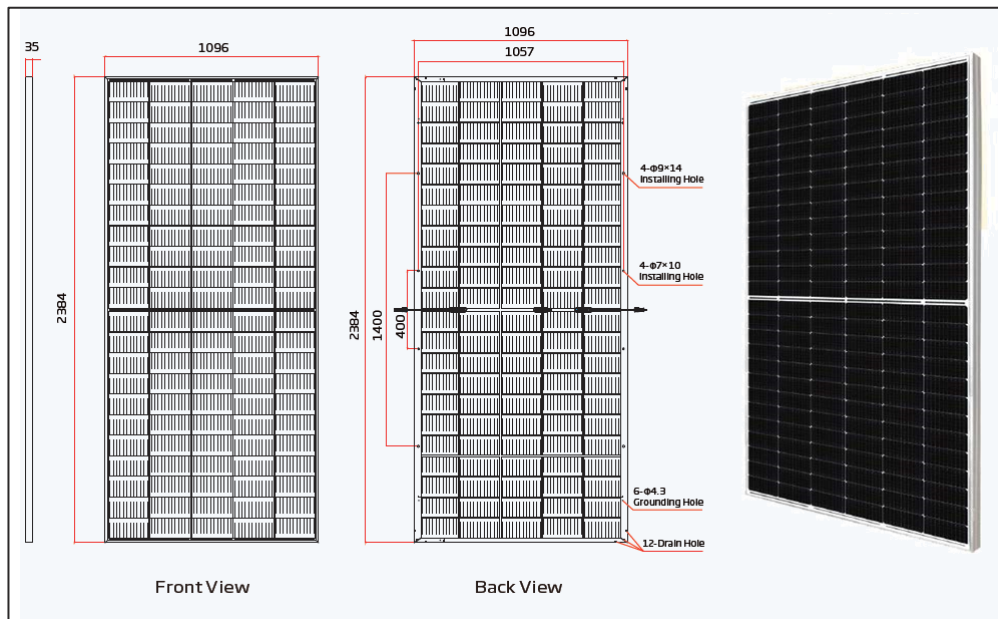 35
1096
2384
Front View
1096
1057
2384
1400
400
4-Φ9×14
Installing Hole
4-Φ7×10
Installing Hole
6-Φ4.3
Grounding Hole
12-Drain Hole
Back View